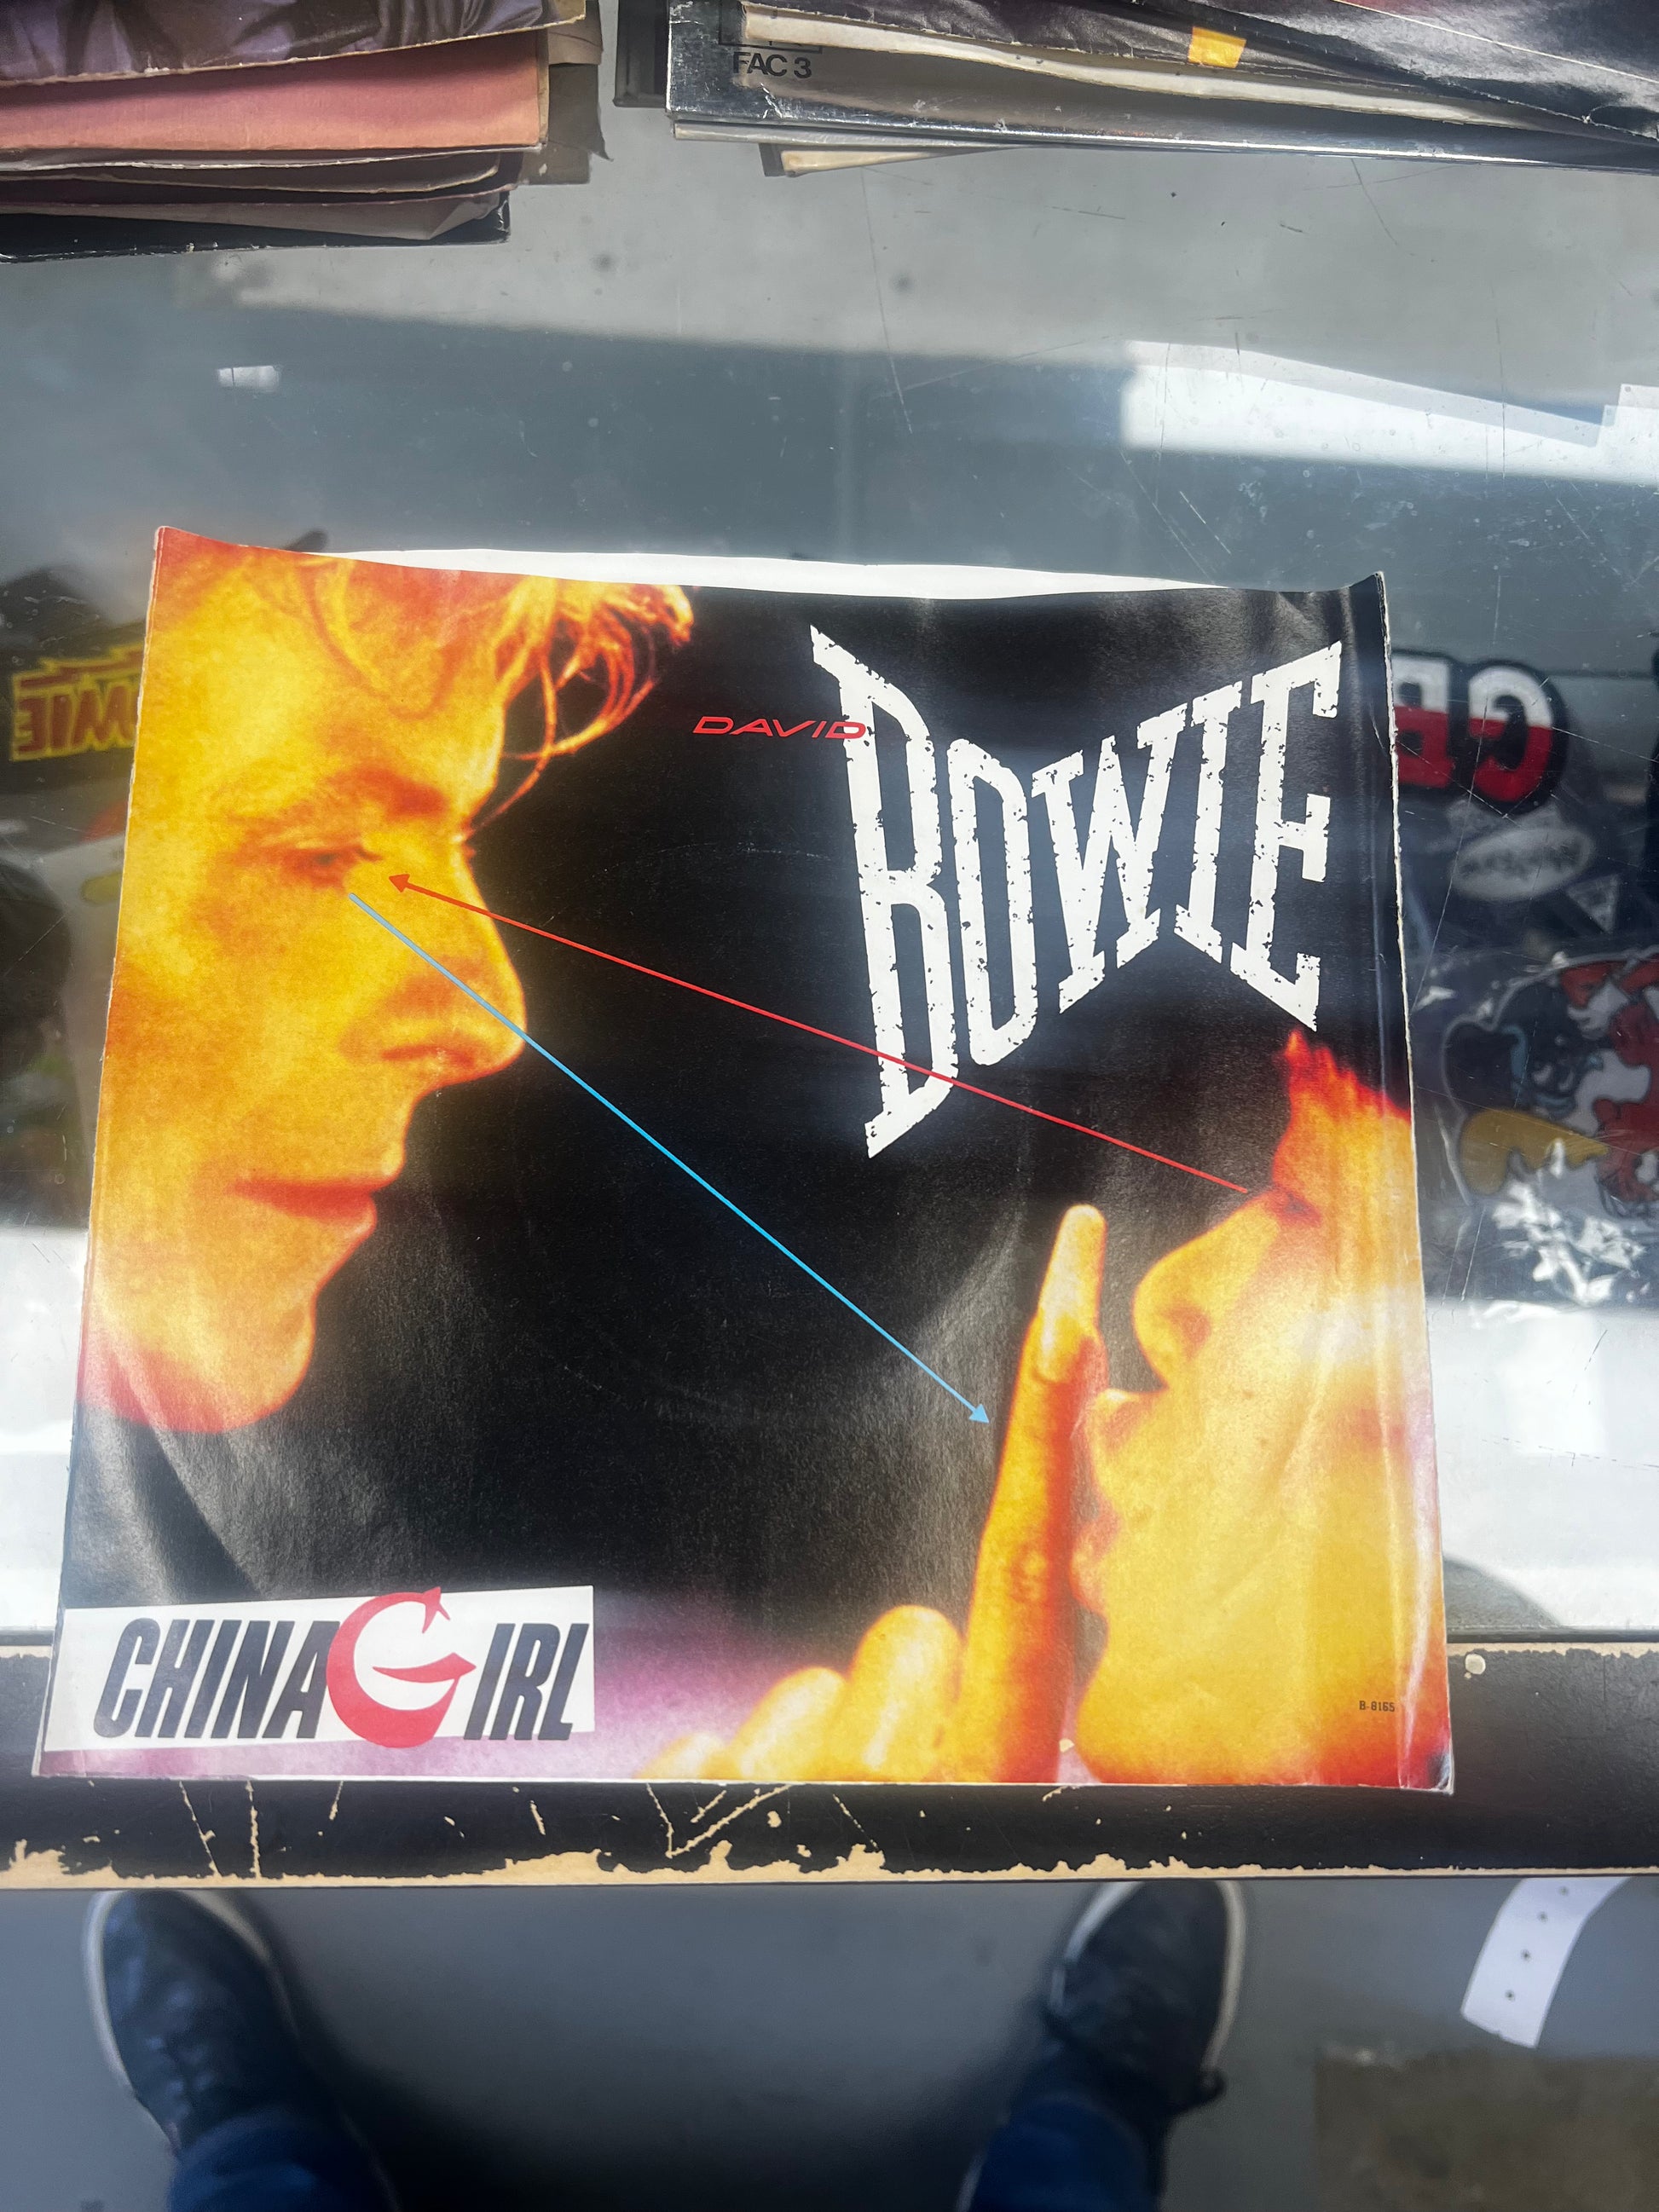 FAC 3
DAVID
BOWIE
CHINA GIRL
B-8165